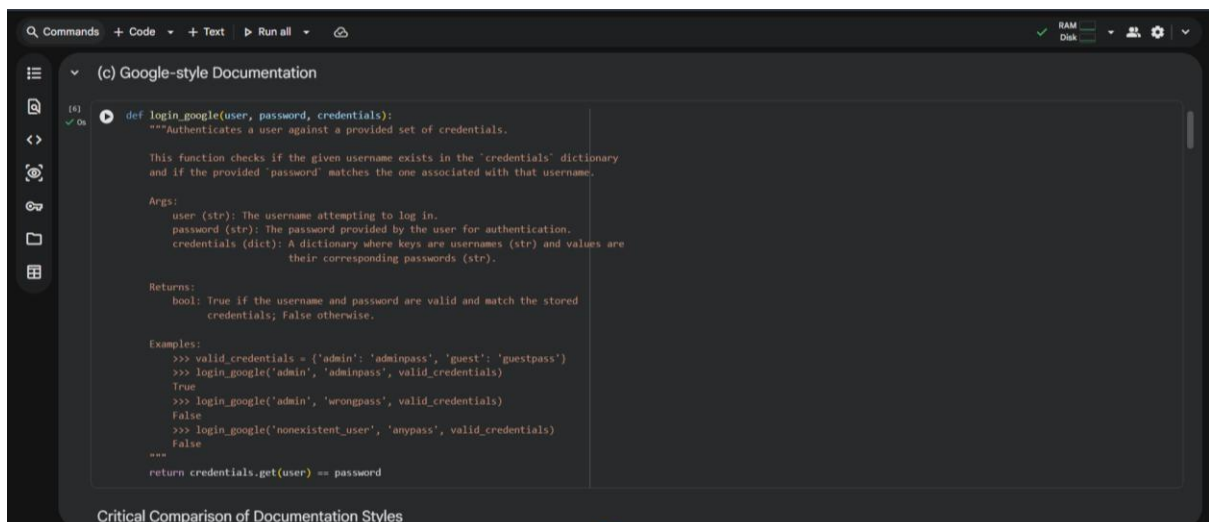 Commands + Code + Text Run all
RAM
Disk
(c) Google-style Documentation
[6]
0s
def login_google(user, password, credentials):
"""Authenticates a user against a provided set of credentials.
This function checks if the given username exists in the `credentials` dictionary
and if the provided `password` matches the one associated with that username.
Args:
user (str): The username attempting to log in.
password (str): The password provided by the user for authentication.
credentials (dict): A dictionary where keys are usernames (str) and values are
their corresponding passwords (str).
Returns:
bool: True if the username and password are valid and match the stored
credentials; False otherwise.
Examples:
>>> valid_credentials = {'admin': 'adminpass', 'guest': 'guestpass'}
>>> login_google('admin', 'adminpass', valid_credentials)
True
>>> login_google('admin', 'wrongpass', valid_credentials)
False
>>> login_google('nonexistent_user', 'anypass', valid_credentials)
False
"""
return credentials.get(user) == password
Critical Comparison of Documentation Styles